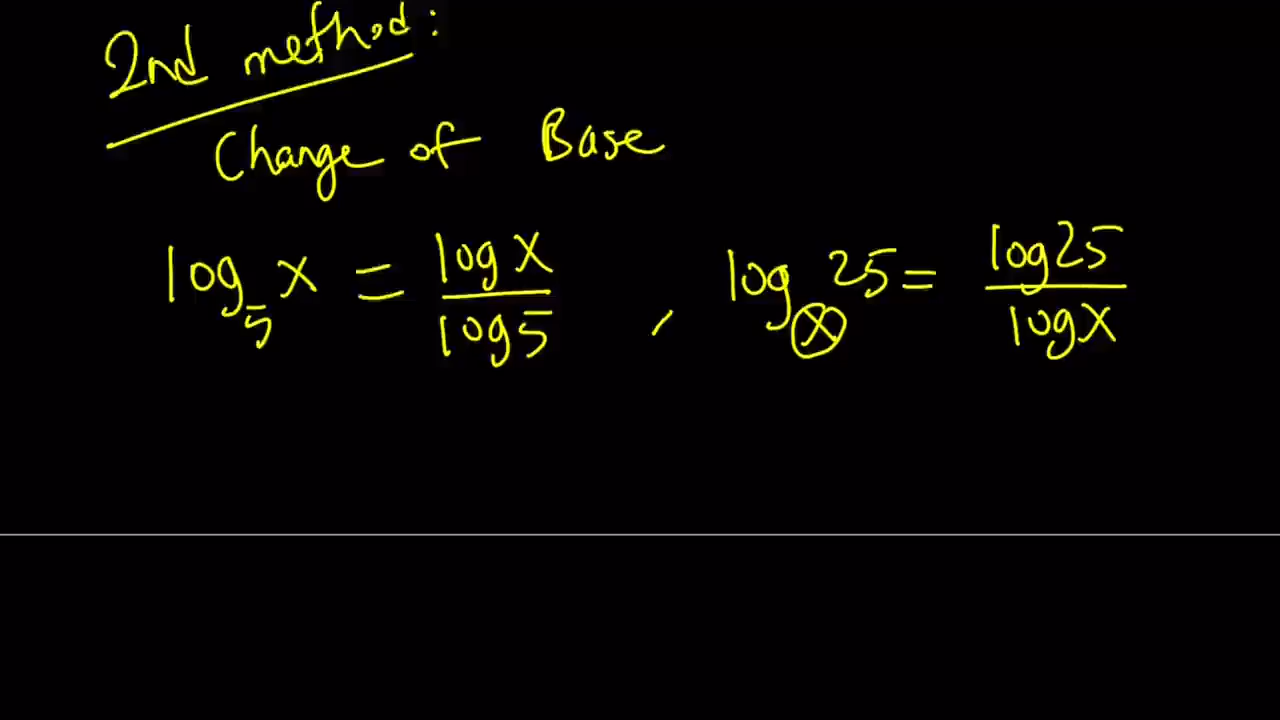 2nd method:
Change of Base
log₅ x = log x / log 5 , logₓ 25 = log 25 / log x